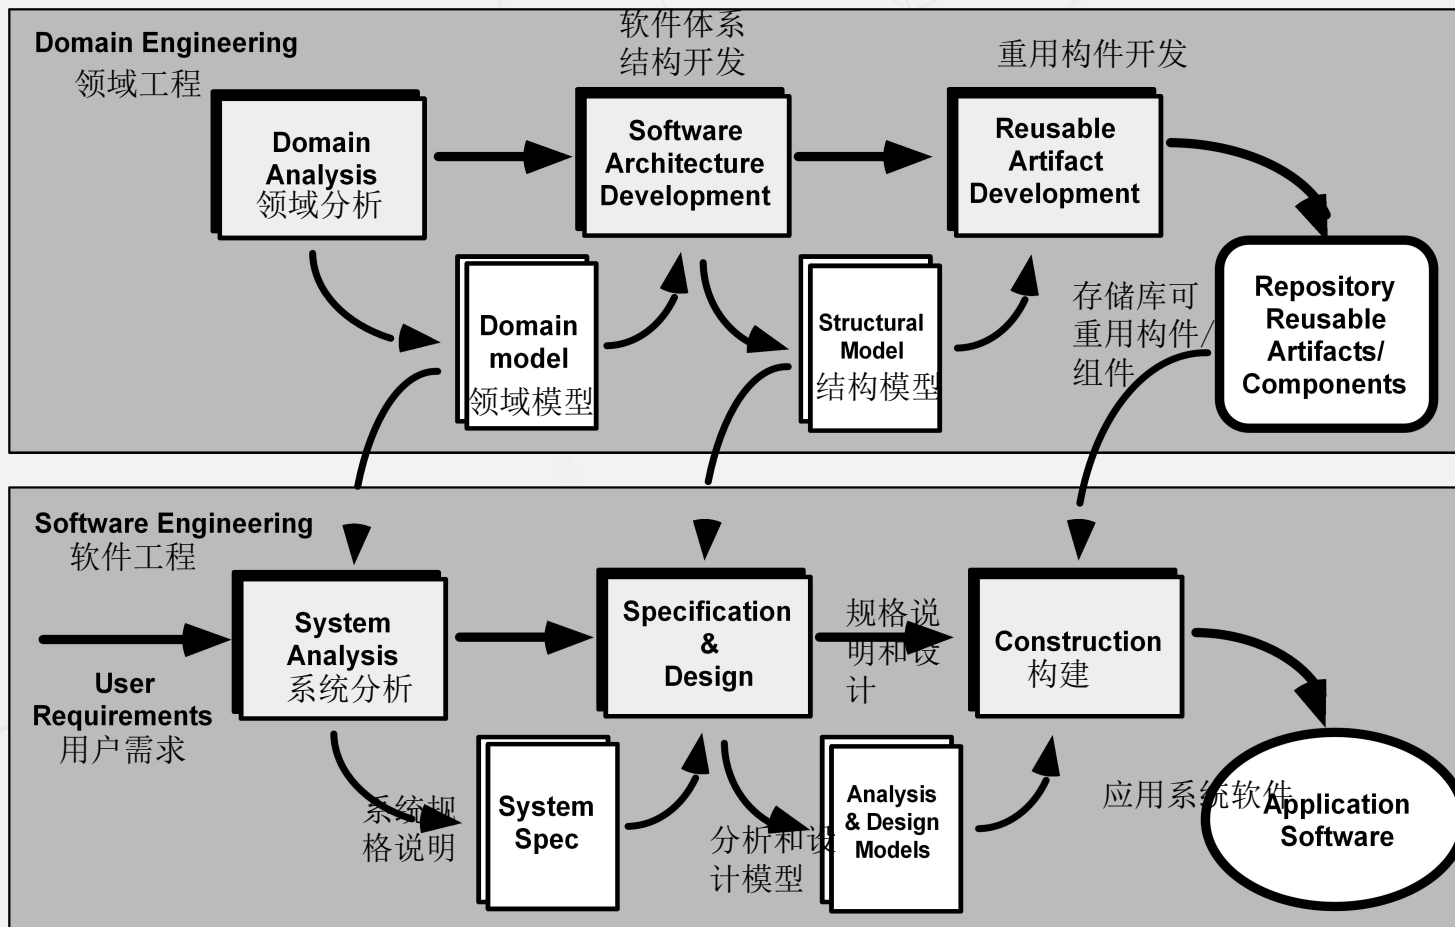 Domain Engineering
领域工程
软件体系
结构开发
重用构件开发
Domain
Analysis
领域分析
Software
Architecture
Development
Reusable
Artifact
Development
Domain
model
领域模型
Structural
Model
结构模型
存储库可
重用构件/
组件
Repository
Reusable
Artifacts/
Components
Software Engineering
软件工程
User
Requirements
用户需求
System
Analysis
系统分析
Specification
&
Design
规格说
明和设
计
Construction
构建
系统规
格说明
System
Spec
分析和设
计模型
Analysis
& Design
Models
应用系统软件
Application
Software